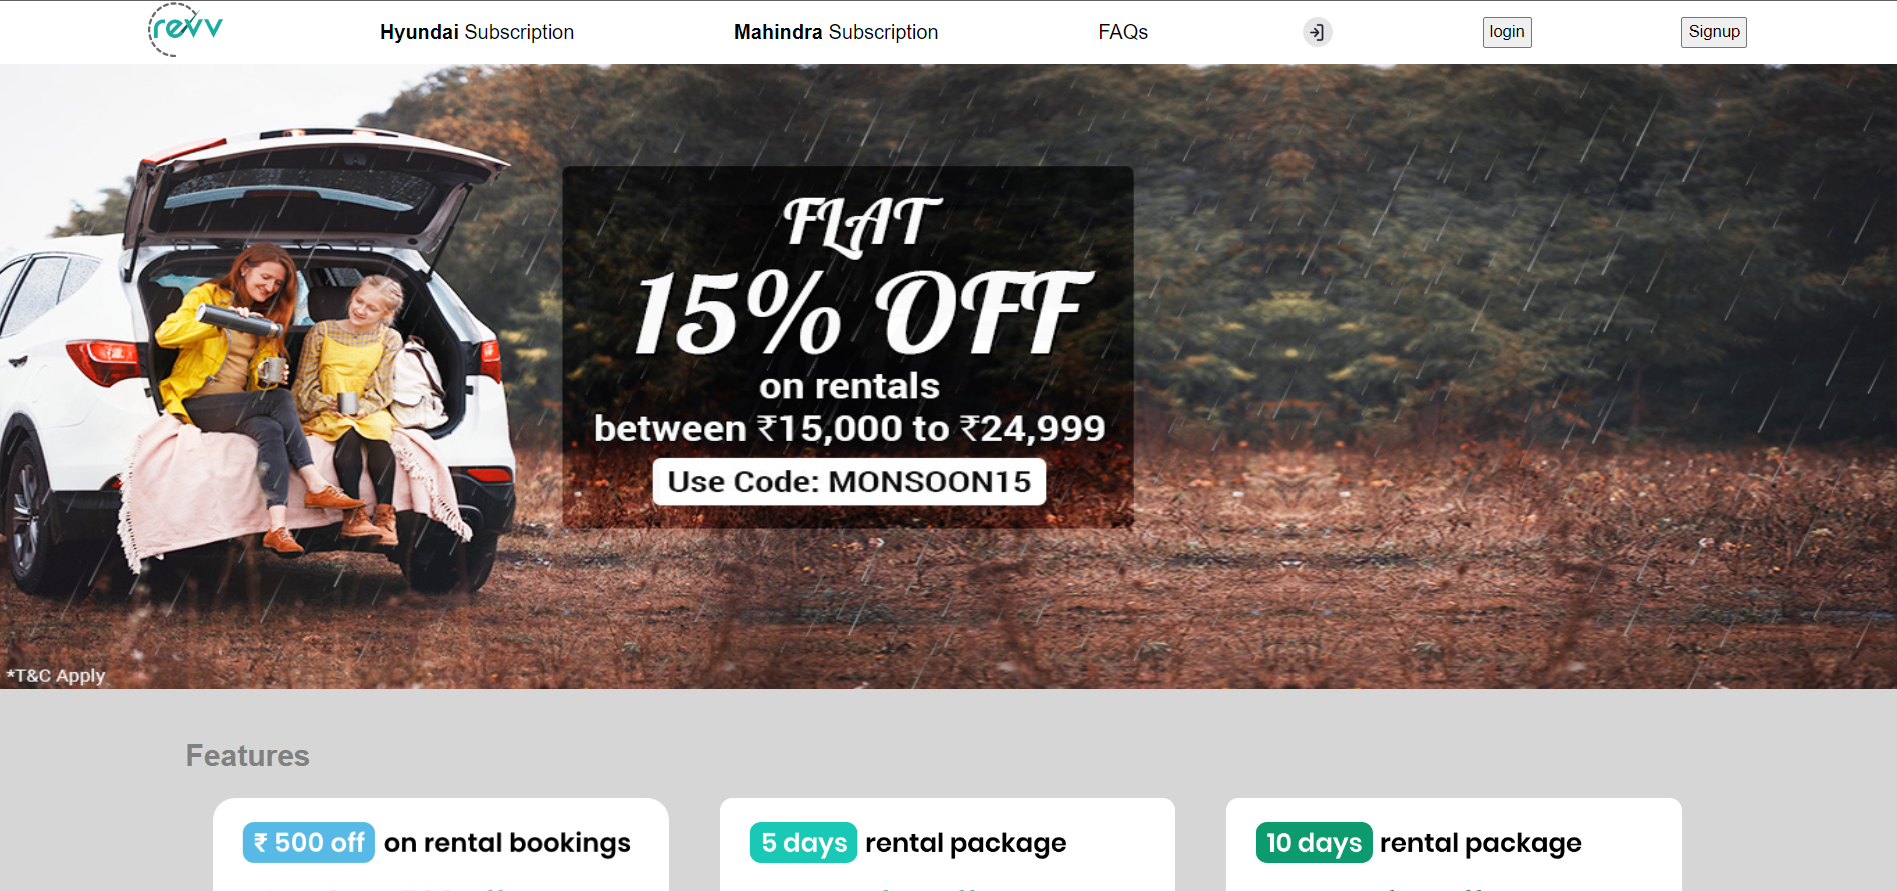 revv
Hyundai Subscription
Mahindra Subscription
FAQs
login
Signup
FLAT
15% OFF
on rentals
between ₹15,000 to ₹24,999
Use Code: MONSOON15
*T&C Apply
Features
₹ 500 off on rental bookings
5 days rental package
10 days rental package